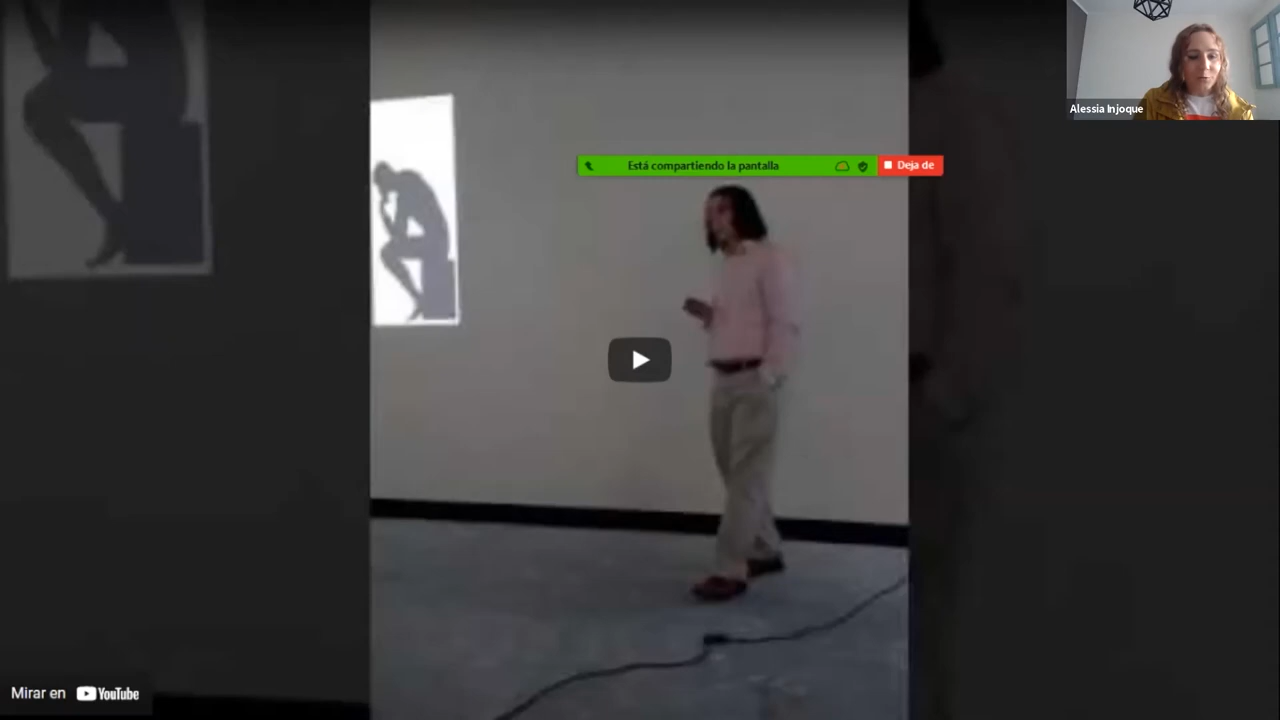 Alessia Injoque
Está compartiendo la pantalla
Deja de
Mirar en YouTube